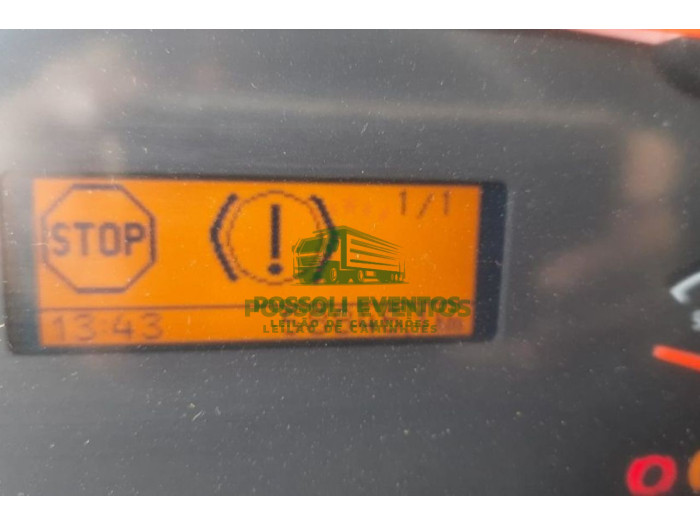 STOP
!
1/1
POSSOLI EVENTOS
LEILÃO DE CAMINHÕES
13:43